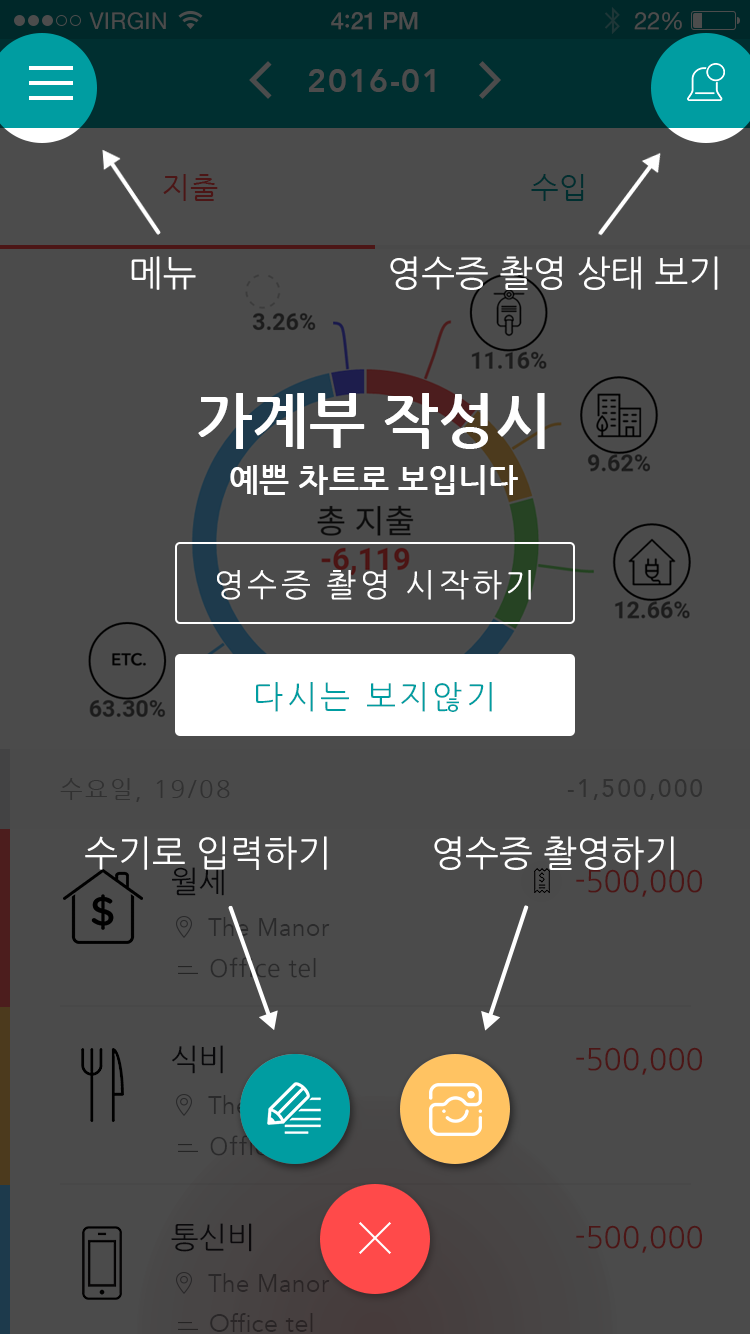 VIRGIN
4:21 PM
22%
2016-01
지출
수입
메뉴
영수증 촬영 상태 보기
3.26%
11.16%
가계부 작성시
9.62%
예쁜 차트로 보입니다
총 지출
-6,119
영수증 촬영 시작하기
12.66%
ETC.
63.30%
다시는 보지않기
수요일, 19/08
-1,500,000
수기로 입력하기
영수증 촬영하기
월세
-500,000
The Manor
Office tel
식비
-500,000
통신비
-500,000
The Manor
Office tel